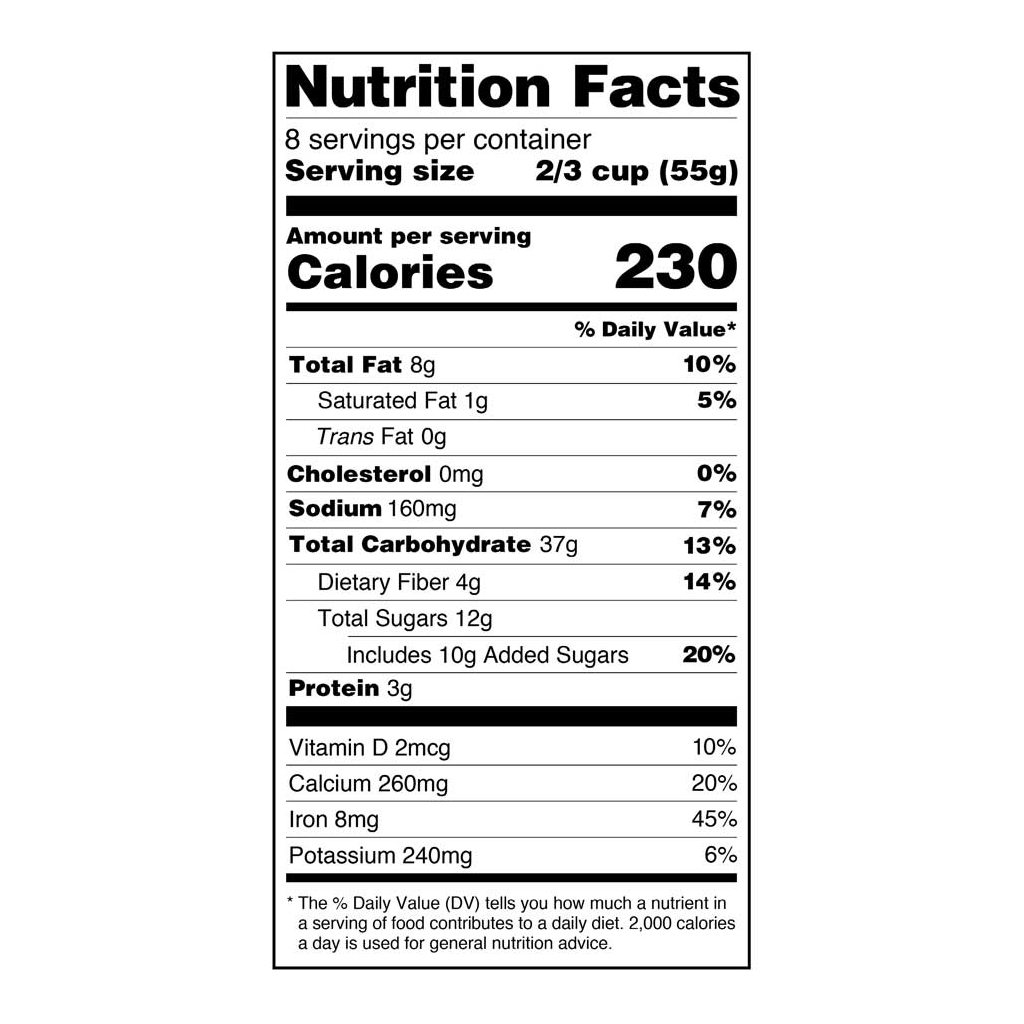 Nutrition Facts
8 servings per container
Serving size 2/3 cup (55g)
Amount per serving
Calories 230
% Daily Value*
Total Fat 8g 10%
Saturated Fat 1g 5%
Trans Fat 0g
Cholesterol 0mg 0%
Sodium 160mg 7%
Total Carbohydrate 37g 13%
Dietary Fiber 4g 14%
Total Sugars 12g
Includes 10g Added Sugars 20%
Protein 3g
Vitamin D 2mcg 10%
Calcium 260mg 20%
Iron 8mg 45%
Potassium 240mg 6%
* The % Daily Value (DV) tells you how much a nutrient in
a serving of food contributes to a daily diet. 2,000 calories
a day is used for general nutrition advice.